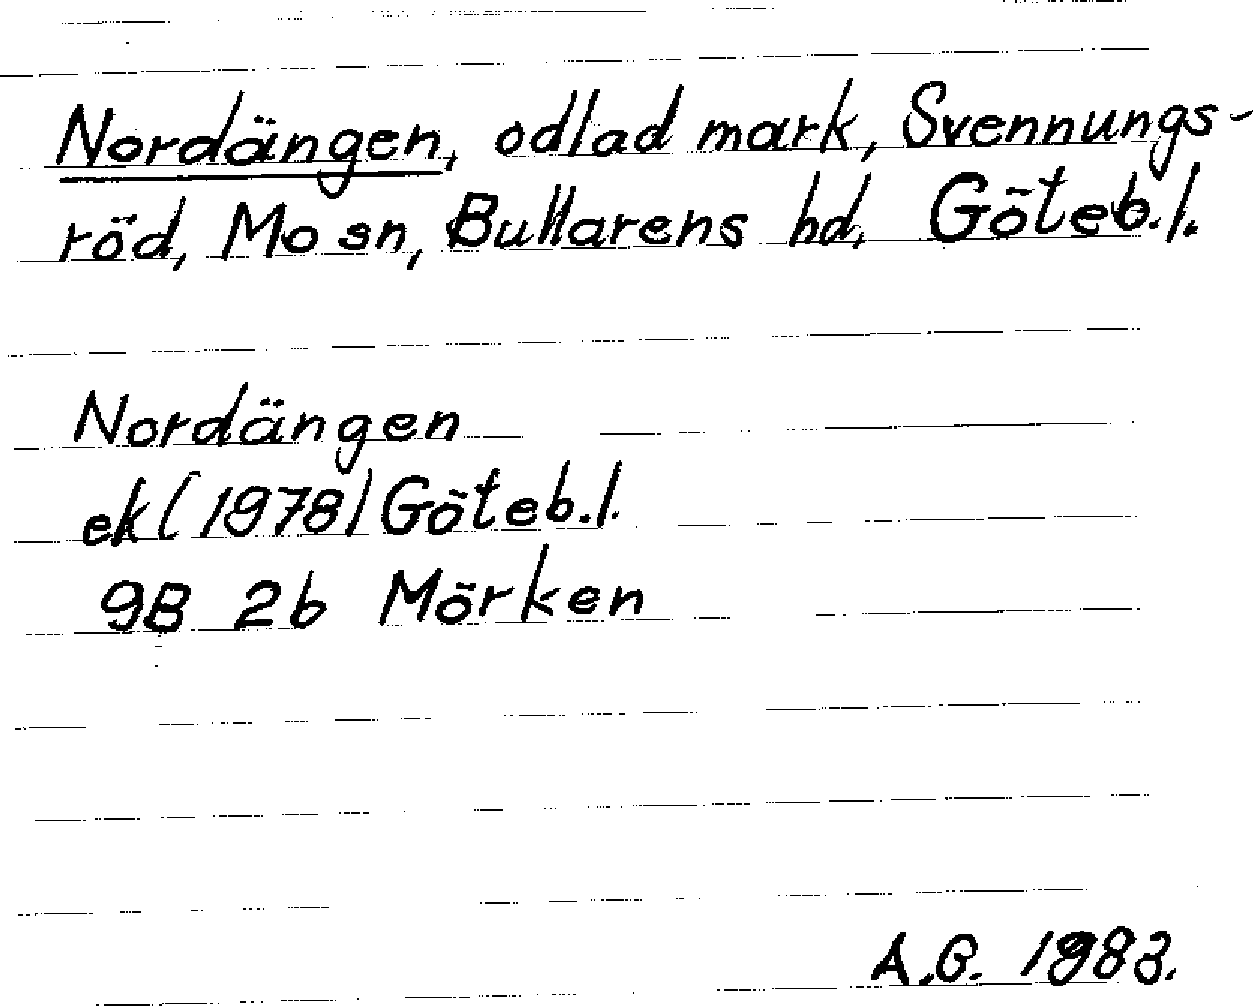 Nordängen, odlad mark, Svennungs-
röd, Mo sn, Bullarens hd, Göteb.l.
Nordängen
ek (1978) Göteb.l.
9B 2b Mörken
A.G. 1983.